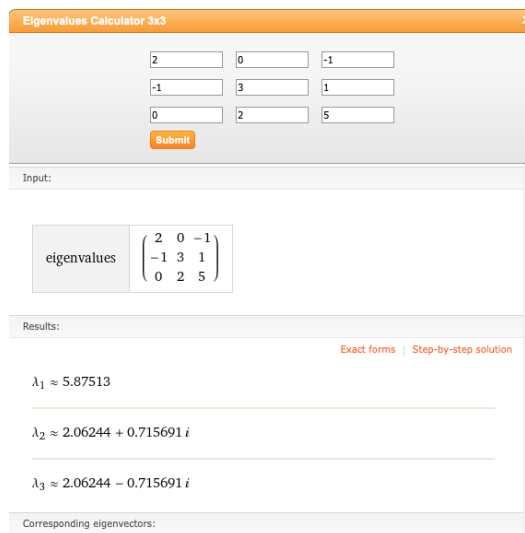 Eigenvalues Calculator 3x3
2 0 -1
-1 3 1
0 2 5
Submit
Input:
eigenvalues
2 0 −1
−1 3 1
0 2 5
Results:
Exact forms | Step-by-step solution
λ₁ ≈ 5.87513
λ₂ ≈ 2.06244 + 0.715691 i
λ₃ ≈ 2.06244 − 0.715691 i
Corresponding eigenvectors: